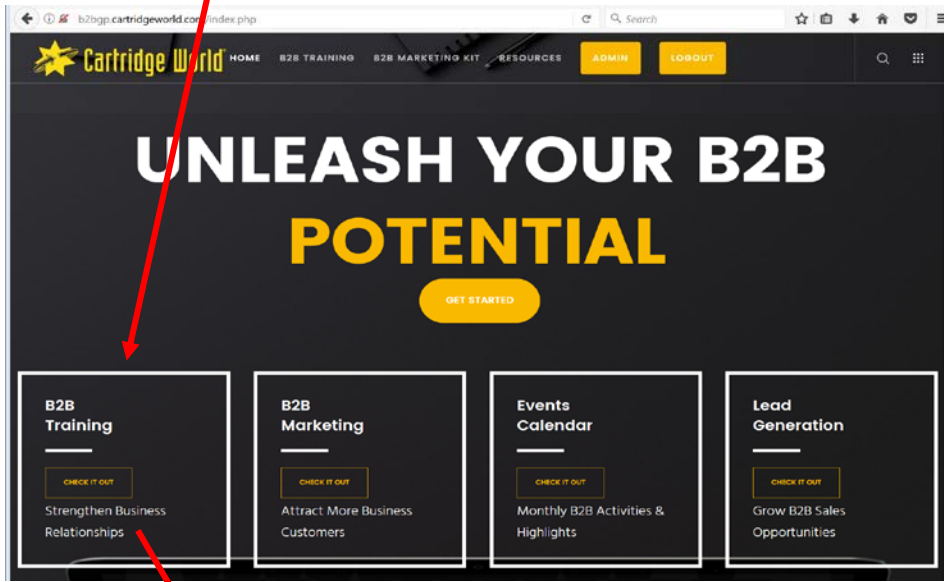 b2bgp.cartridgeworld.com/index.php
Search
Cartridge World HOME B2B TRAINING B2B MARKETING KIT RESOURCES ADMIN LOGOUT
UNLEASH YOUR B2B
POTENTIAL
GET STARTED
B2B
Training
CHECK IT OUT
Strengthen Business
Relationships
B2B
Marketing
CHECK IT OUT
Attract More Business
Customers
Events
Calendar
CHECK IT OUT
Monthly B2B Activities &
Highlights
Lead
Generation
CHECK IT OUT
Grow B2B Sales
Opportunities